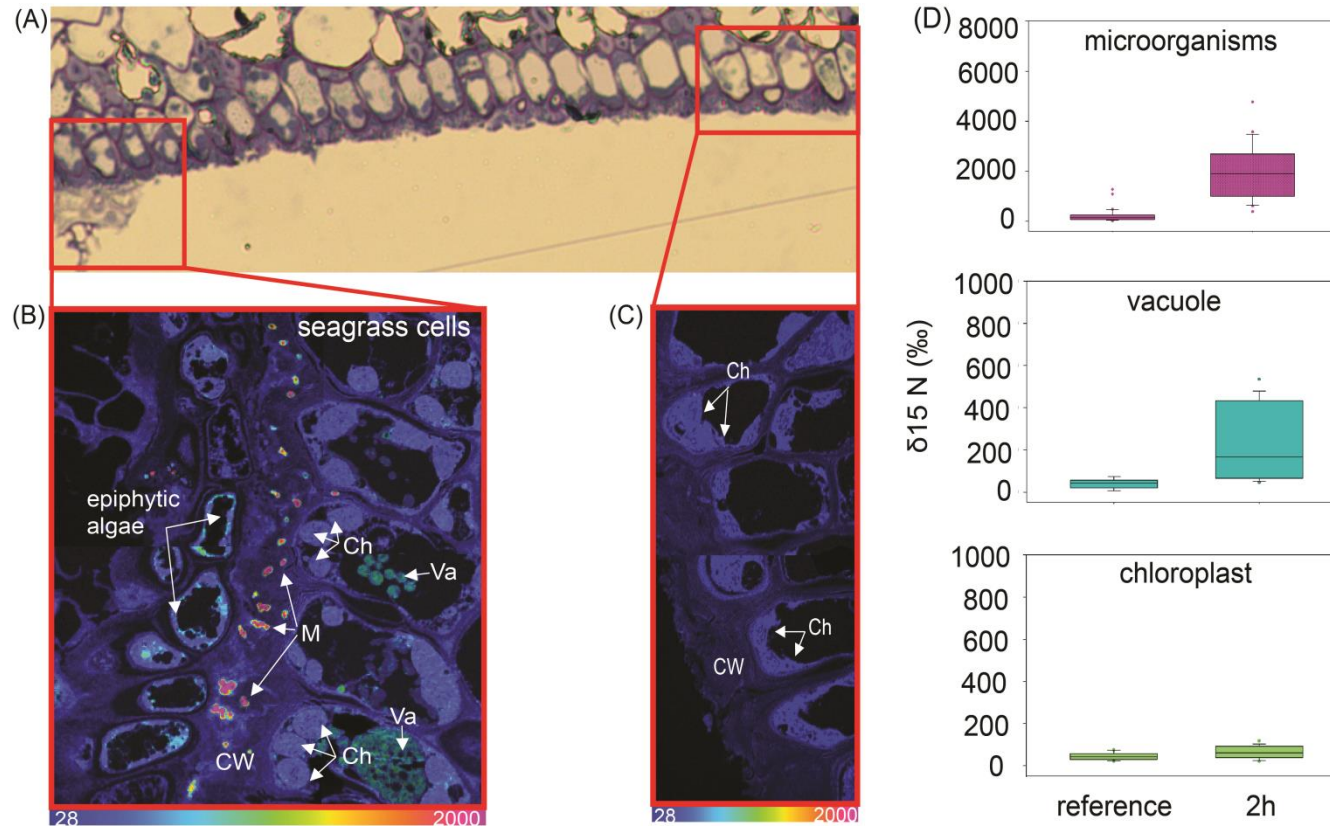 (A)
(B)
seagrass cells
epiphytic
algae
Ch
Va
M
Va
Ch
CW
28
2000
(C)
Ch
Ch
CW
28
2000
(D)
δ15 N (‰)
8000
microorganisms
6000
4000
2000
0
1000
vacuole
800
600
400
200
0
1000
chloroplast
800
600
400
200
0
reference 2h